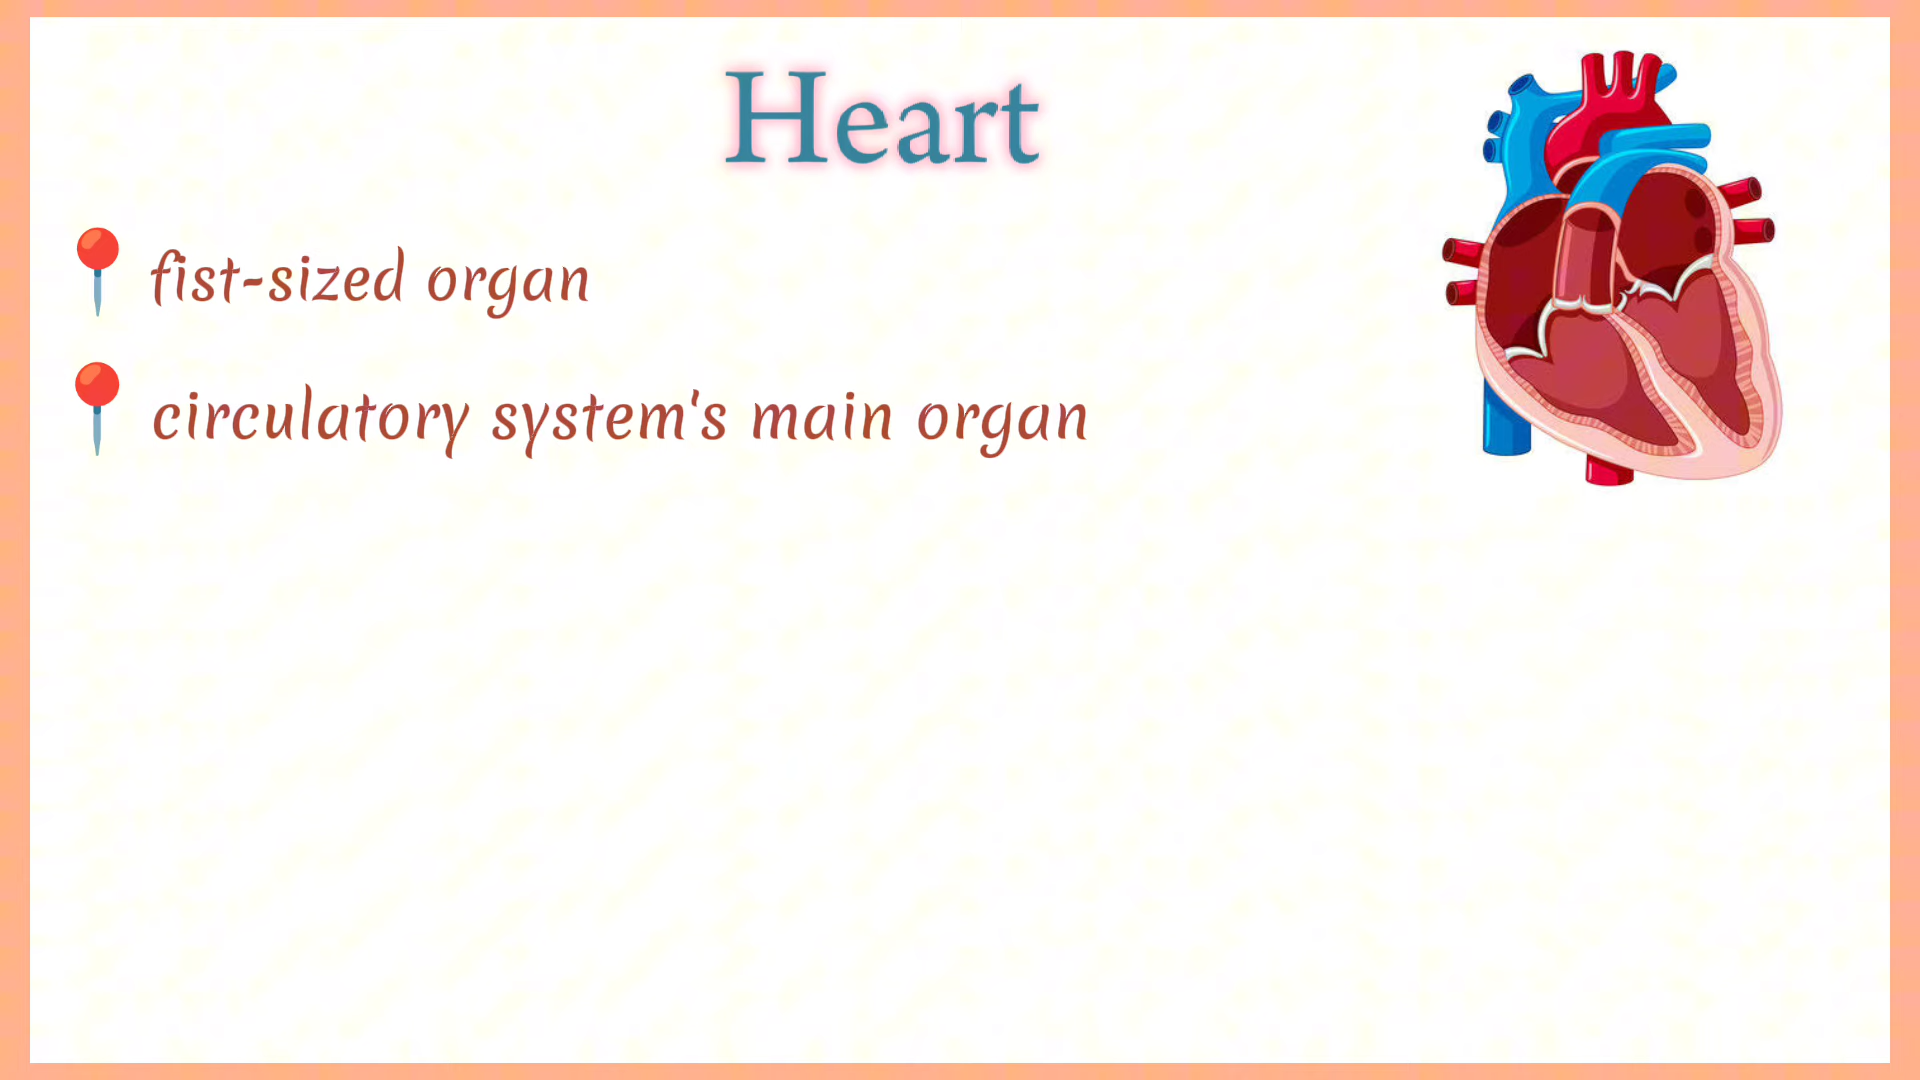 Heart
fist-sized organ
circulatory system's main organ